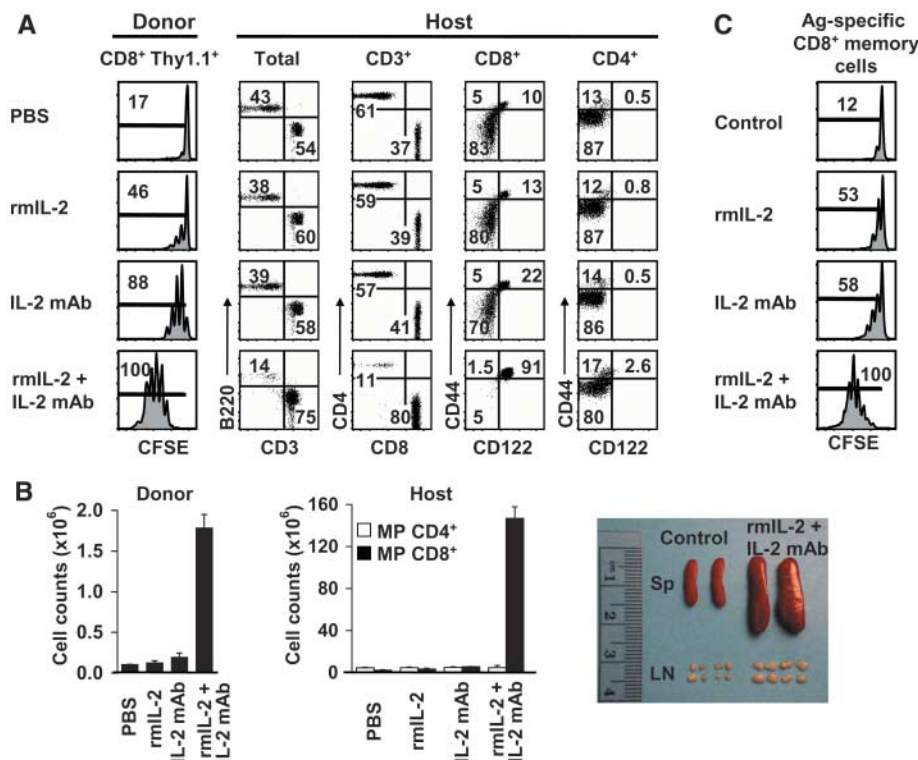 A
Donor
Host
C
Ag-specific
CD8+ memory
cells
CD8+ Thy1.1+
Total
CD3+
CD8+
CD4+
PBS
17
43
54
61
37
5
10
83
13
0.5
87
Control
12
rmIL-2
46
38
60
59
39
5
13
80
12
0.8
87
rmIL-2
53
IL-2 mAb
88
39
58
57
41
5
22
70
14
0.5
86
IL-2 mAb
58
rmIL-2 +
IL-2 mAb
100
14
75
11
80
1.5
91
5
17
2.6
80
rmIL-2 +
IL-2 mAb
100
B220
CD4
CD44
CD44
CFSE
CD3
CD8
CD122
CD122
CFSE
B
Donor
Cell counts (x10⁶)
2.0
1.5
1.0
0.5
0.0
PBS
rmIL-2
IL-2 mAb
rmIL-2 +
L-2 mAb
Host
Cell counts (x10⁶)
160
120
80
40
0
MP CD4+
MP CD8+
PBS
rmIL-2
IL-2 mAb
rmIL-2 +
IL-2 mAb
Control
rmIL-2 +
IL-2 mAb
Sp
LN
cm
1
2
3
4